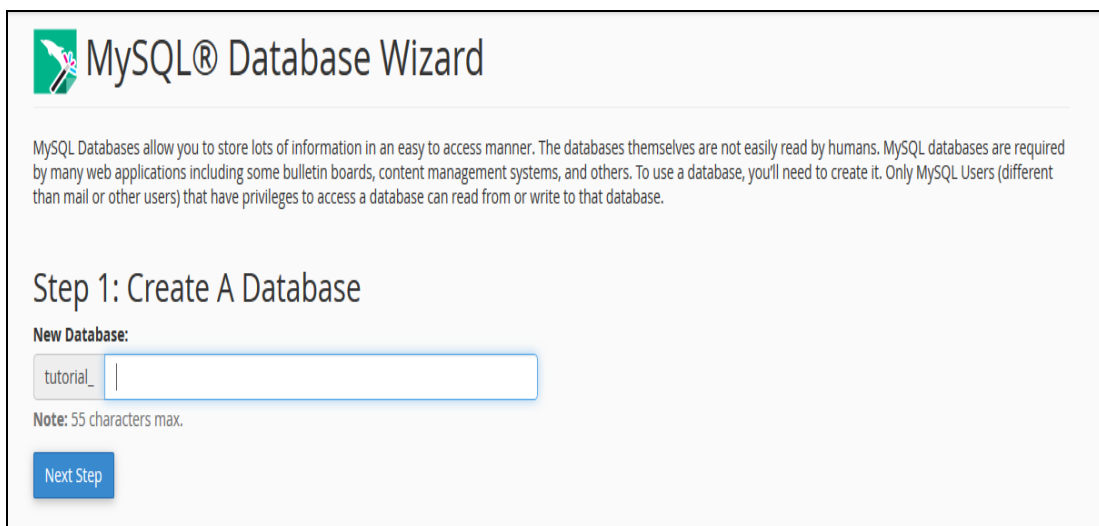 MySQL® Database Wizard
MySQL Databases allow you to store lots of information in an easy to access manner. The databases themselves are not easily read by humans. MySQL databases are required
by many web applications including some bulletin boards, content management systems, and others. To use a database, you'll need to create it. Only MySQL Users (different
than mail or other users) that have privileges to access a database can read from or write to that database.
Step 1: Create A Database
New Database:
tutorial_
Note: 55 characters max.
Next Step